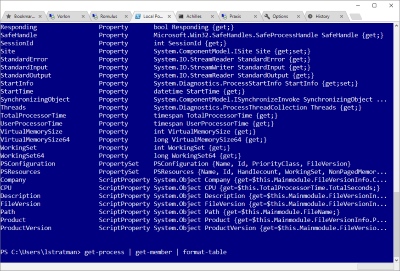 Bookmar...
Vorlon
Romulus
Local Po...
Achilles
Praxis
Options
History
Responding Property bool Responding {get;}
SafeHandle Property Microsoft.Win32.SafeHandles.SafeProcessHandle SafeHandle {get;}
SessionId Property int SessionId {get;}
Site Property System.ComponentModel.ISite Site {get;set;}
StandardError Property System.IO.StreamReader StandardError {get;}
StandardInput Property System.IO.StreamWriter StandardInput {get;}
StandardOutput Property System.IO.StreamReader StandardOutput {get;}
StartInfo Property System.Diagnostics.ProcessStartInfo StartInfo {get;set;}
StartTime Property datetime StartTime {get;}
SynchronizingObject Property System.ComponentModel.ISynchronizeInvoke SynchronizingObject ...
Threads Property System.Diagnostics.ProcessThreadCollection Threads {get;}
TotalProcessorTime Property timespan TotalProcessorTime {get;}
UserProcessorTime Property timespan UserProcessorTime {get;}
VirtualMemorySize Property int VirtualMemorySize {get;}
VirtualMemorySize64 Property long VirtualMemorySize64 {get;}
WorkingSet Property int WorkingSet {get;}
WorkingSet64 Property long WorkingSet64 {get;}
PSConfiguration PropertySet PSConfiguration {Name, Id, PriorityClass, FileVersion}
PSResources PropertySet PSResources {Name, Id, Handlecount, WorkingSet, NonPagedMemor...
Company ScriptProperty System.Object Company {get=$this.Mainmodule.FileVersionInfo.C...
CPU ScriptProperty System.Object CPU {get=$this.TotalProcessorTime.TotalSeconds;}
Description ScriptProperty System.Object Description {get=$this.Mainmodule.FileVersionIn...
FileVersion ScriptProperty System.Object FileVersion {get=$this.Mainmodule.FileVersionIn...
Path ScriptProperty System.Object Path {get=$this.Mainmodule.FileName;}
Product ScriptProperty System.Object Product {get=$this.Mainmodule.FileVersionInfo.P...
ProductVersion ScriptProperty System.Object ProductVersion {get=$this.Mainmodule.FileVersio...
PS C:\Users\lstratman> get-process | get-member | format-table